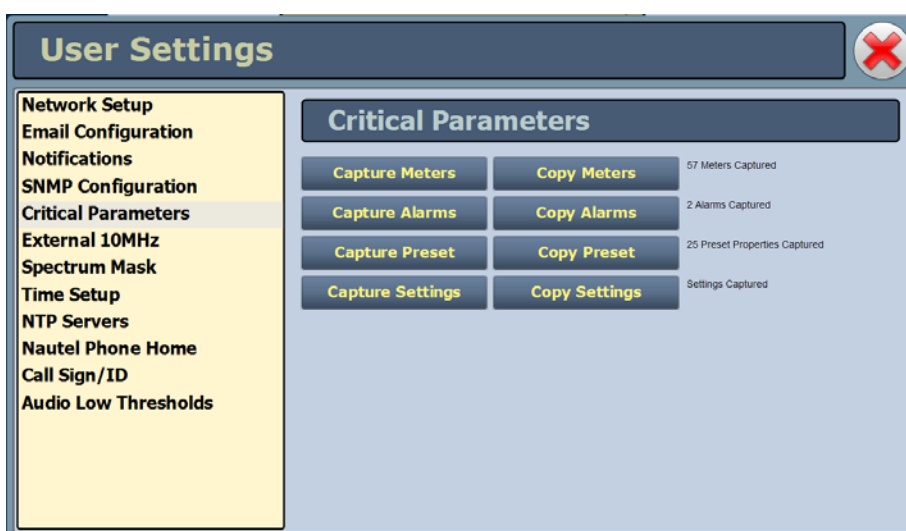 User Settings
Network Setup
Email Configuration
Notifications
SNMP Configuration
Critical Parameters
External 10MHz
Spectrum Mask
Time Setup
NTP Servers
Nautel Phone Home
Call Sign/ID
Audio Low Thresholds
Critical Parameters
Capture Meters Copy Meters 57 Meters Captured
Capture Alarms Copy Alarms 2 Alarms Captured
Capture Preset Copy Preset 25 Preset Properties Captured
Capture Settings Copy Settings Settings Captured